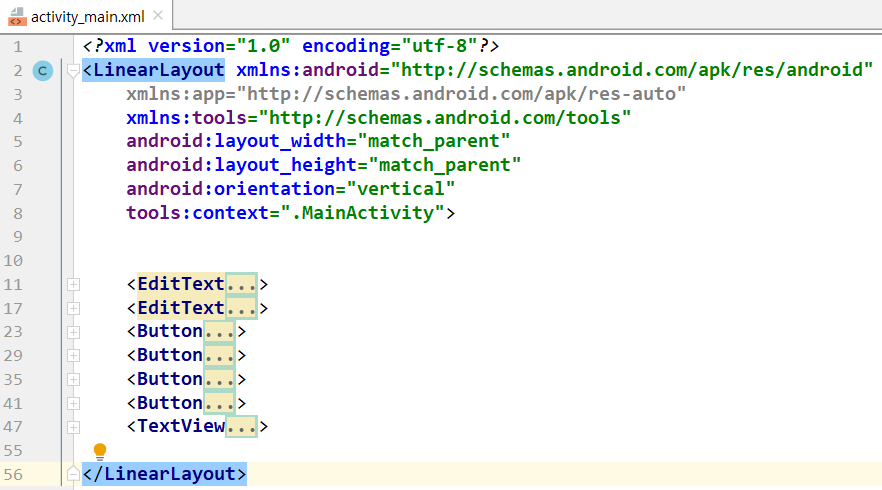 activity_main.xml
1 <?xml version="1.0" encoding="utf-8"?>
2 C <LinearLayout xmlns:android="http://schemas.android.com/apk/res/android"
3 xmlns:app="http://schemas.android.com/apk/res-auto"
4 xmlns:tools="http://schemas.android.com/tools"
5 android:layout_width="match_parent"
6 android:layout_height="match_parent"
7 android:orientation="vertical"
8 tools:context=".MainActivity">
9
10
11 <EditText...>
17 <EditText...>
23 <Button...>
29 <Button...>
35 <Button...>
41 <Button...>
47 <TextView...>
55
56 </LinearLayout>